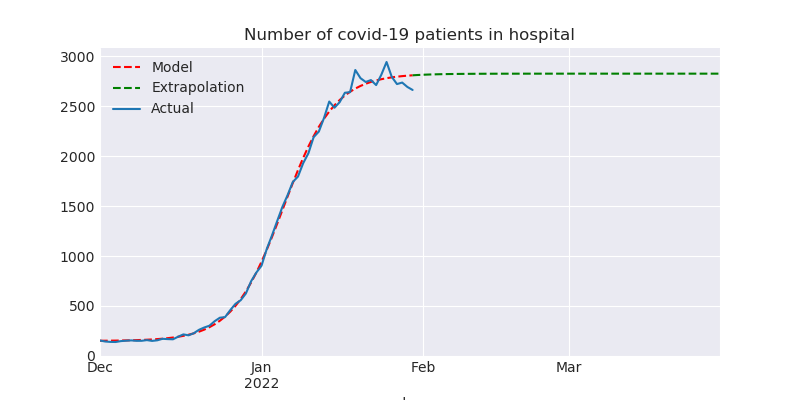 Number of covid-19 patients in hospital
3000
2500
2000
1500
1000
500
0
Model
Extrapolation
Actual
Dec
Jan
2022
Feb
Mar